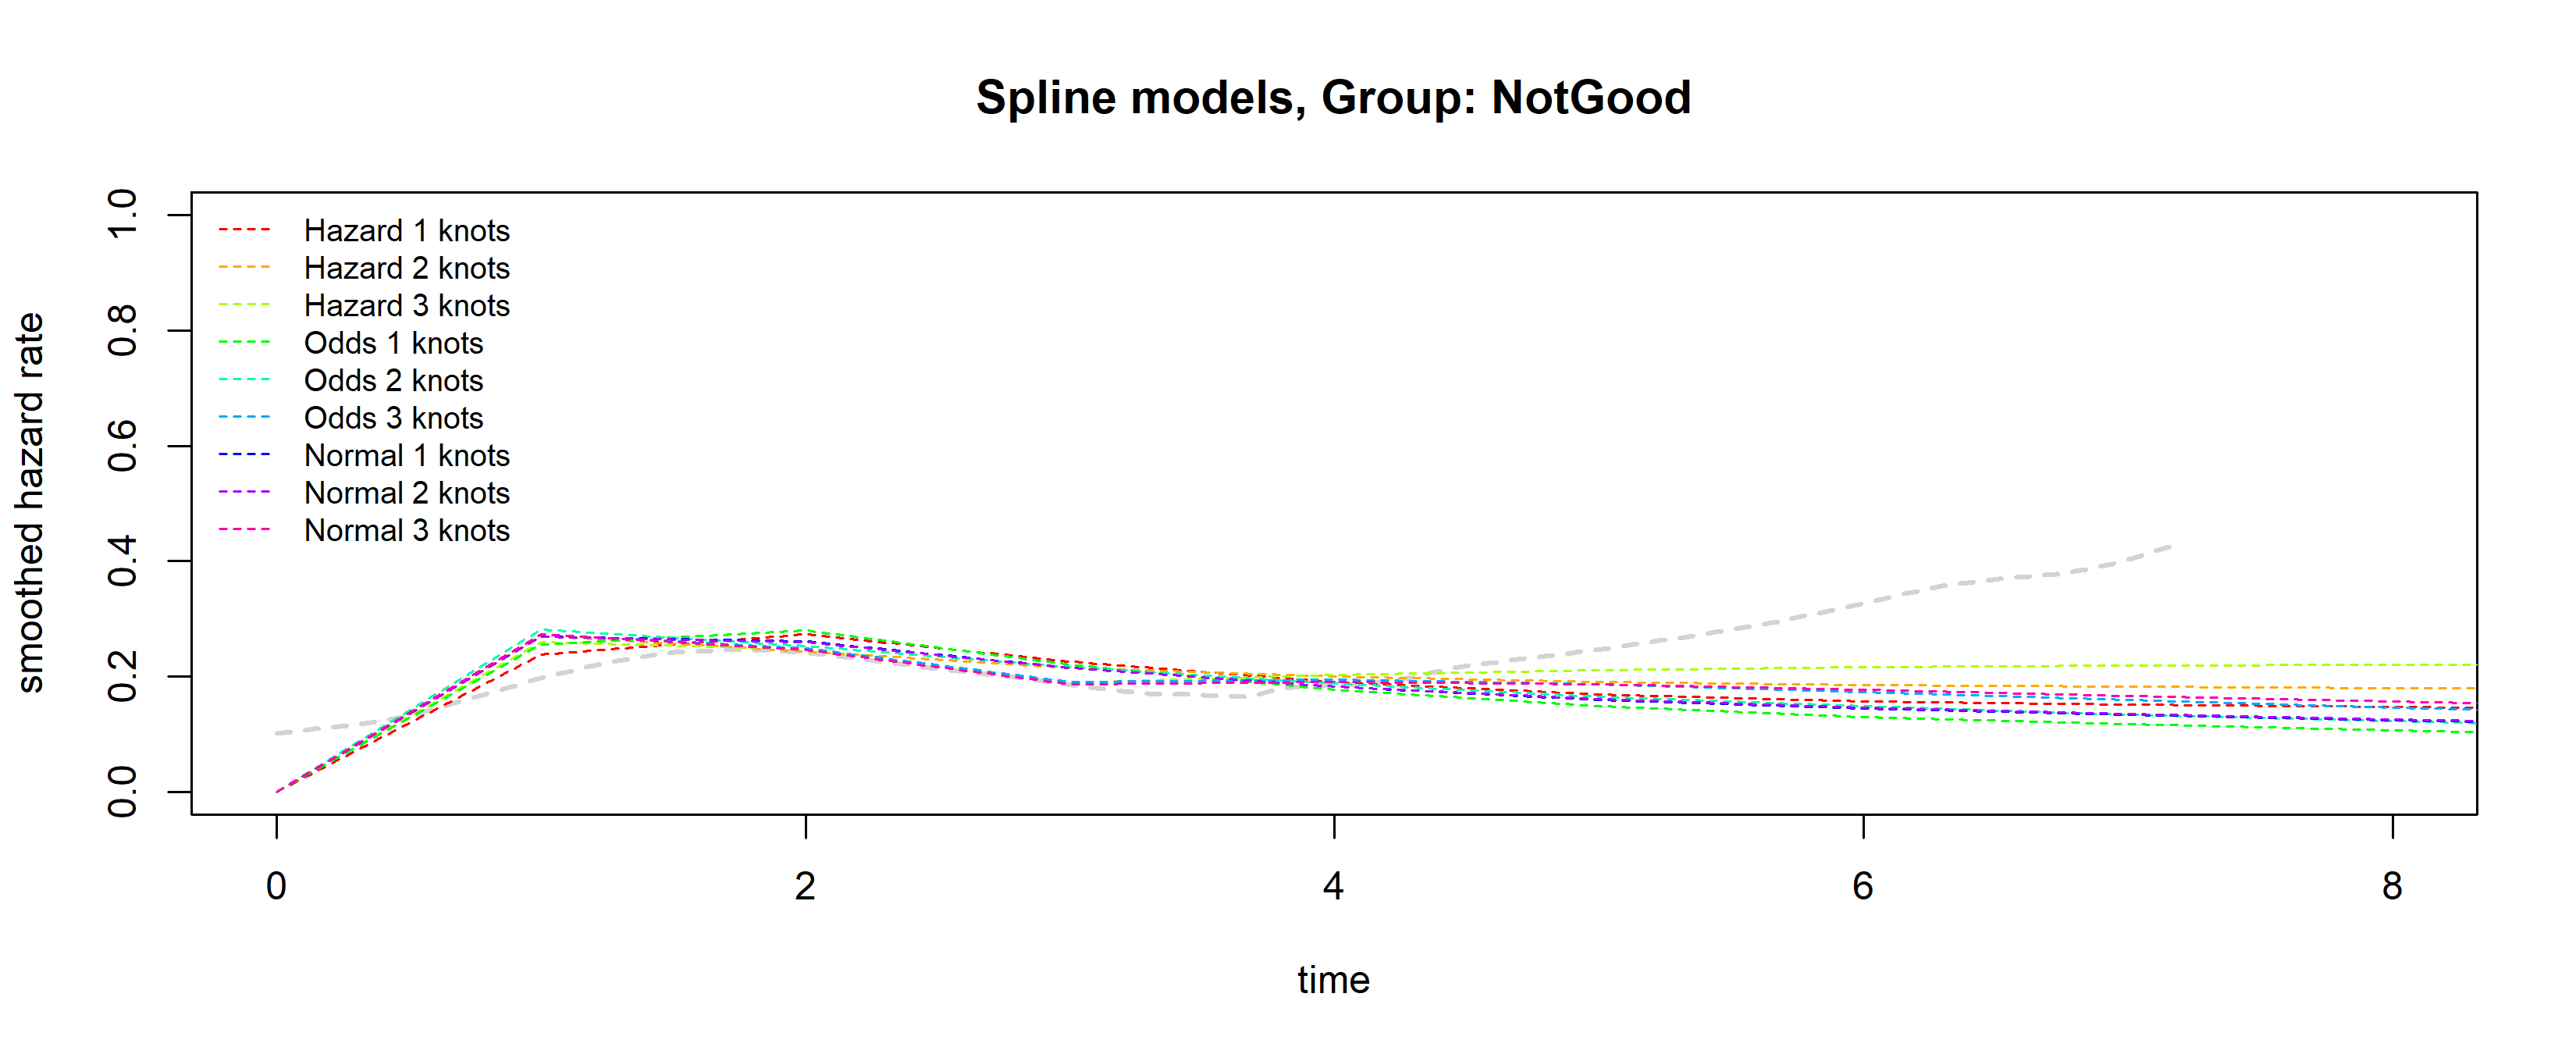 Spline models, Group: NotGood
smoothed hazard rate
1.0
0.8
0.6
0.4
0.2
0.0
Hazard 1 knots
Hazard 2 knots
Hazard 3 knots
Odds 1 knots
Odds 2 knots
Odds 3 knots
Normal 1 knots
Normal 2 knots
Normal 3 knots
0 2 4 6 8
time